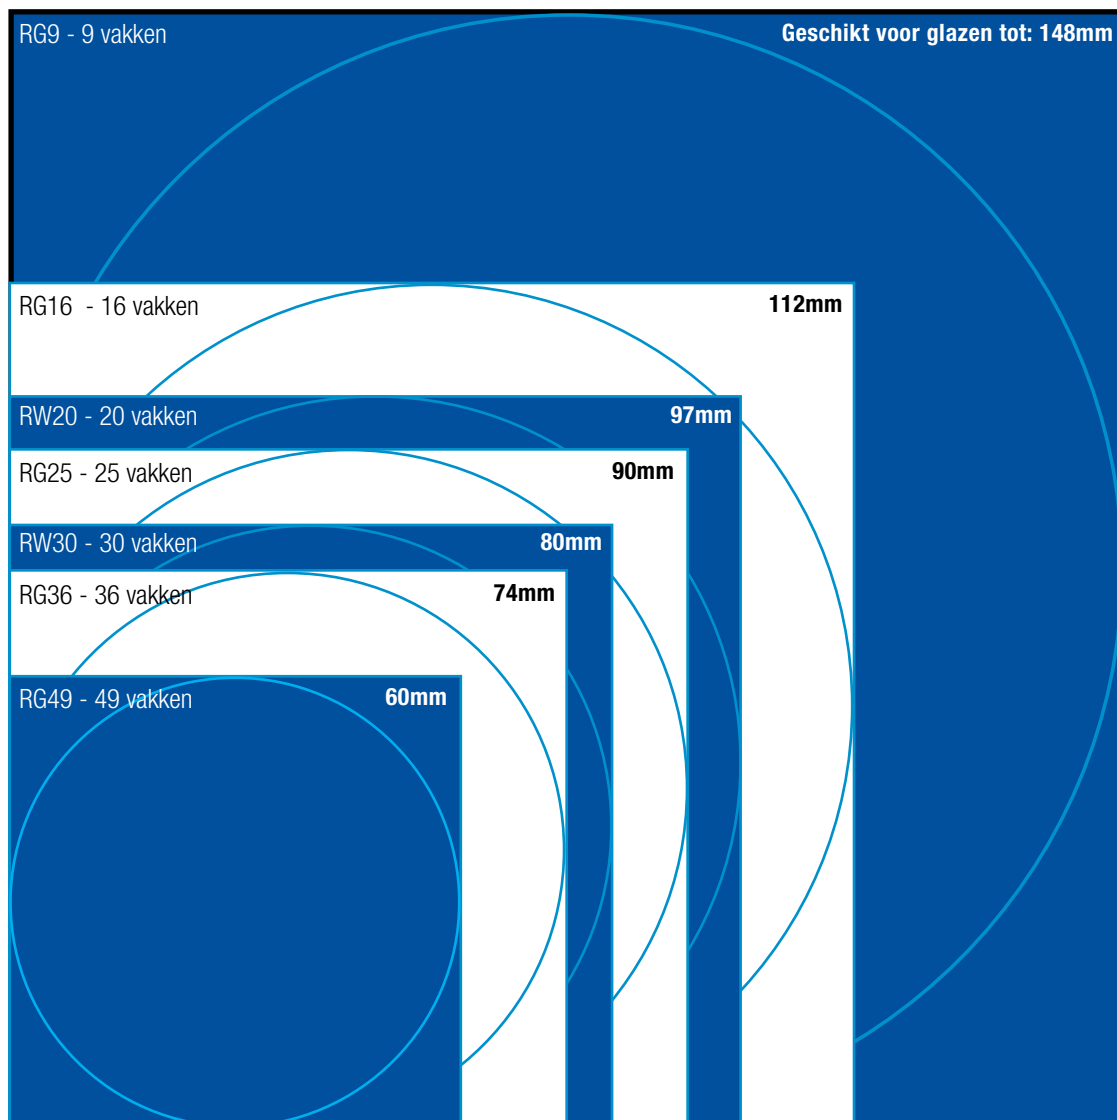 RG9 - 9 vakken Geschikt voor glazen tot: 148mm
RG16 - 16 vakken 112mm
RW20 - 20 vakken 97mm
RG25 - 25 vakken 90mm
RW30 - 30 vakken 80mm
RG36 - 36 vakken 74mm
RG49 - 49 vakken 60mm